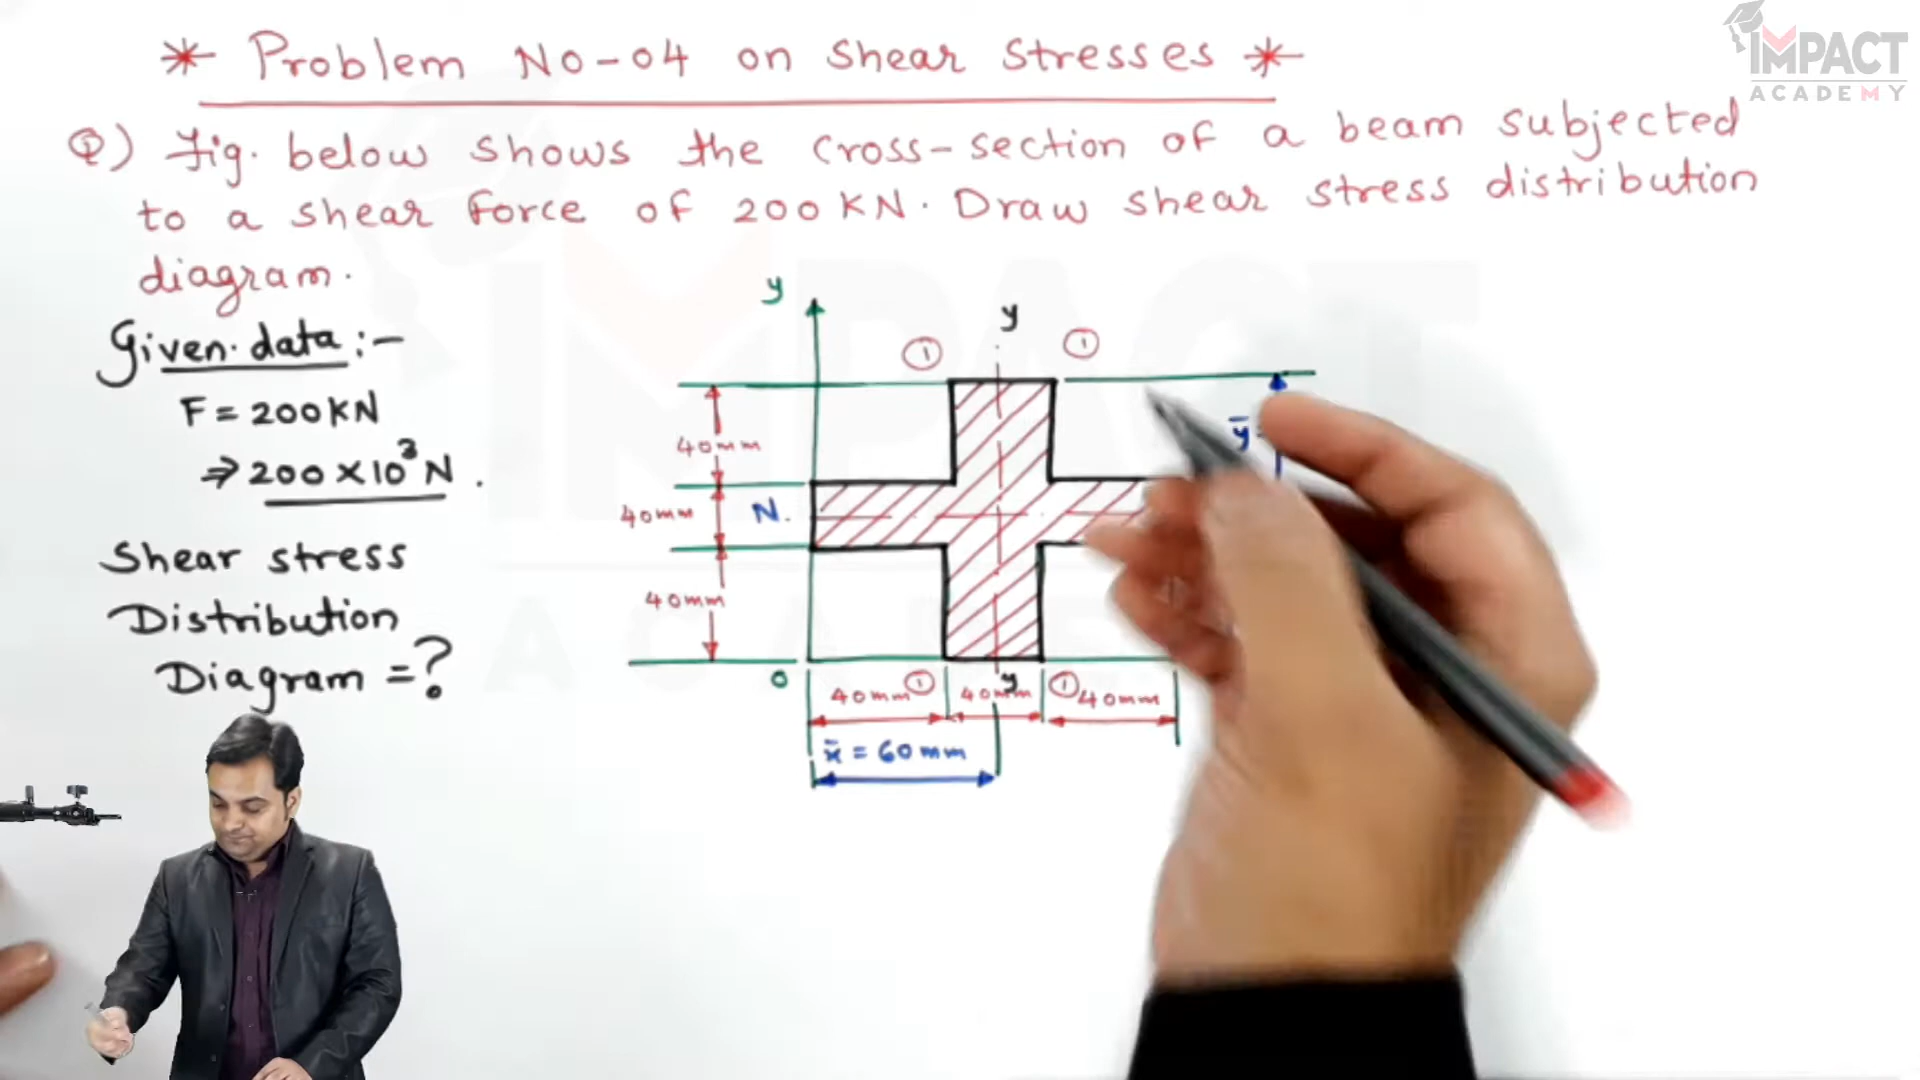 * Problem No-04 on Shear Stresses *
IMPACT
ACADEMY
Q) Fig. below shows the cross-section of a beam subjected
to a shear force of 200 KN. Draw shear stress distribution
diagram.
Given data :-
F = 200KN
⇒ 200 × 10³ N.
Shear stress
Distribution
Diagram = ?
y
y
①
①
40mm
ȳ
40mm
N.
40mm
0
40mm
①
40mm
y
①
40mm
x̄ = 60mm